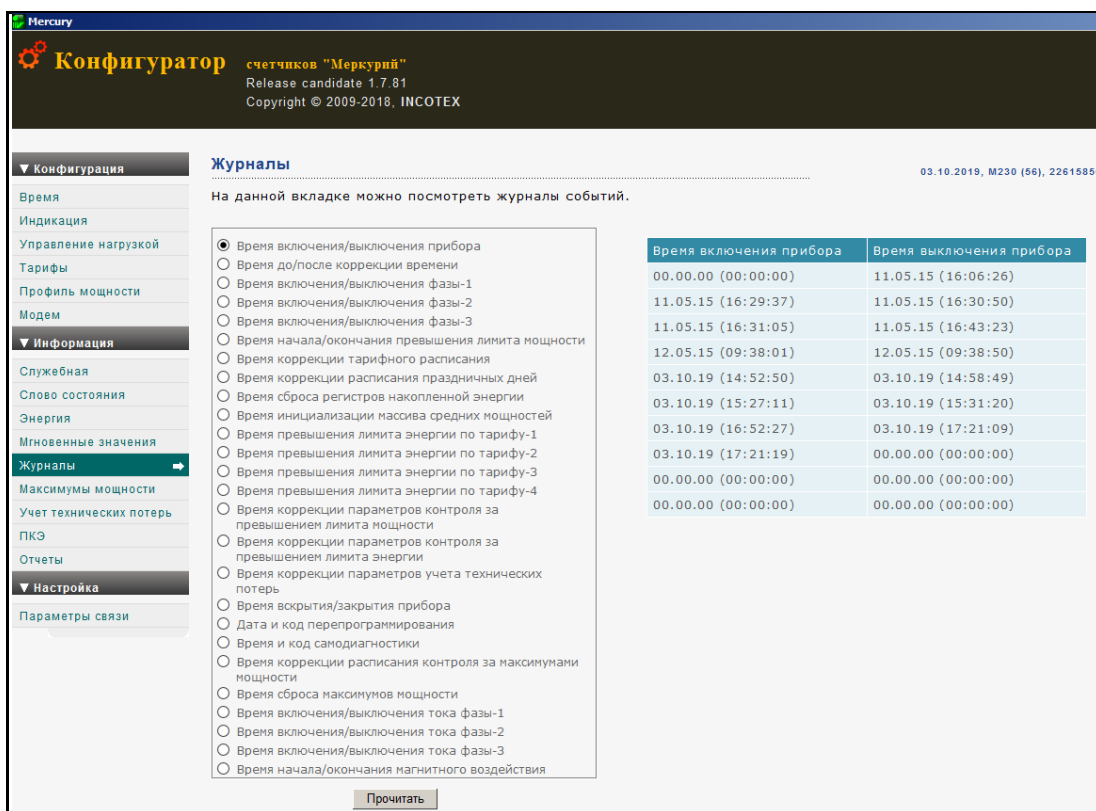 Mercury
Конфигуратор счетчиков "Меркурий"
Release candidate 1.7.81
Copyright © 2009-2018, INCOTEX
▼ Конфигурация
Время
Индикация
Управление нагрузкой
Тарифы
Профиль мощности
Модем
▼ Информация
Служебная
Слово состояния
Энергия
Мгновенные значения
Журналы
Максимумы мощности
Учет технических потерь
ПКЭ
Отчеты
▼ Настройка
Параметры связи
Журналы
03.10.2019, М230 (56), 2261585
На данной вкладке можно посмотреть журналы событий.
Время включения/выключения прибора
Время до/после коррекции времени
Время включения/выключения фазы-1
Время включения/выключения фазы-2
Время включения/выключения фазы-3
Время начала/окончания превышения лимита мощности
Время коррекции тарифного расписания
Время коррекции расписания праздничных дней
Время сброса регистров накопленной энергии
Время инициализации массива средних мощностей
Время превышения лимита энергии по тарифу-1
Время превышения лимита энергии по тарифу-2
Время превышения лимита энергии по тарифу-3
Время превышения лимита энергии по тарифу-4
Время коррекции параметров контроля за
превышением лимита мощности
Время коррекции параметров контроля за
превышением лимита энергии
Время коррекции параметров учета технических
потерь
Время вскрытия/закрытия прибора
Дата и код перепрограммирования
Время и код самодиагностики
Время коррекции расписания контроля за максимумами
мощности
Время сброса максимумов мощности
Время включения/выключения тока фазы-1
Время включения/выключения тока фазы-2
Время включения/выключения тока фазы-3
Время начала/окончания магнитного воздействия
Прочитать
Время включения прибора Время выключения прибора
00.00.00 (00:00:00) 11.05.15 (16:06:26)
11.05.15 (16:29:37) 11.05.15 (16:30:50)
11.05.15 (16:31:05) 11.05.15 (16:43:23)
12.05.15 (09:38:01) 12.05.15 (09:38:50)
03.10.19 (14:52:50) 03.10.19 (14:58:49)
03.10.19 (15:27:11) 03.10.19 (15:31:20)
03.10.19 (16:52:27) 03.10.19 (17:21:09)
03.10.19 (17:21:19) 00.00.00 (00:00:00)
00.00.00 (00:00:00) 00.00.00 (00:00:00)
00.00.00 (00:00:00) 00.00.00 (00:00:00)